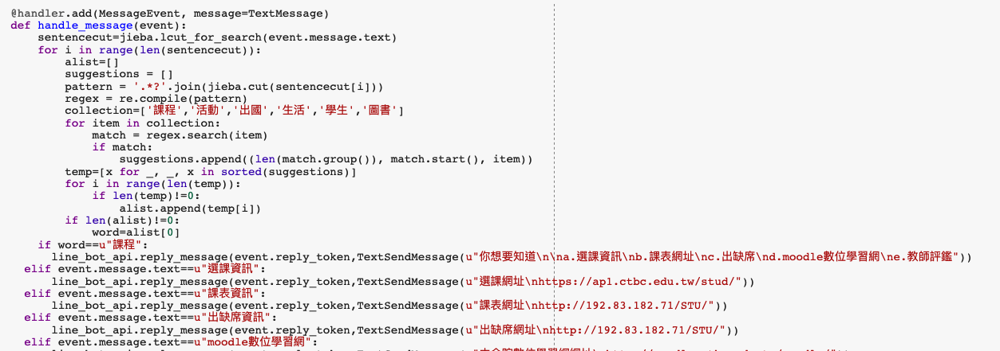 @handler.add(MessageEvent, message=TextMessage)
def handle_message(event):
    sentencecut=jieba.lcut_for_search(event.message.text)
    for i in range(len(sentencecut)):
        alist=[]
        suggestions = []
        pattern = '.*?'.join(jieba.cut(sentencecut[i]))
        regex = re.compile(pattern)
        collection=['課程','活動','出國','生活','學生','圖書']
        for item in collection:
            match = regex.search(item)
            if match:
                suggestions.append((len(match.group()), match.start(), item))
        temp=[x for _, _, x in sorted(suggestions)]
        for i in range(len(temp)):
            if len(temp)!=0:
                alist.append(temp[i])
        if len(alist)!=0:
            word=alist[0]
    if word==u"課程":
      line_bot_api.reply_message(event.reply_token,TextSendMessage(u"你想要知道\n\na.選課資訊\nb.課表網址\nc.出缺席\nd.moodle數位學習網\ne.教師評鑑"))
  elif event.message.text==u"選課資訊":
      line_bot_api.reply_message(event.reply_token,TextSendMessage(u"選課網址\nhttps://ap1.ctbc.edu.tw/stud/"))
  elif event.message.text==u"課表資訊":
      line_bot_api.reply_message(event.reply_token,TextSendMessage(u"課表網址\nhttp://192.83.182.71/STU/"))
  elif event.message.text==u"出缺席資訊":
      line_bot_api.reply_message(event.reply_token,TextSendMessage(u"出缺席網址\nhttp://192.83.182.71/STU/"))
  elif event.message.text==u"moodle數位學習網":